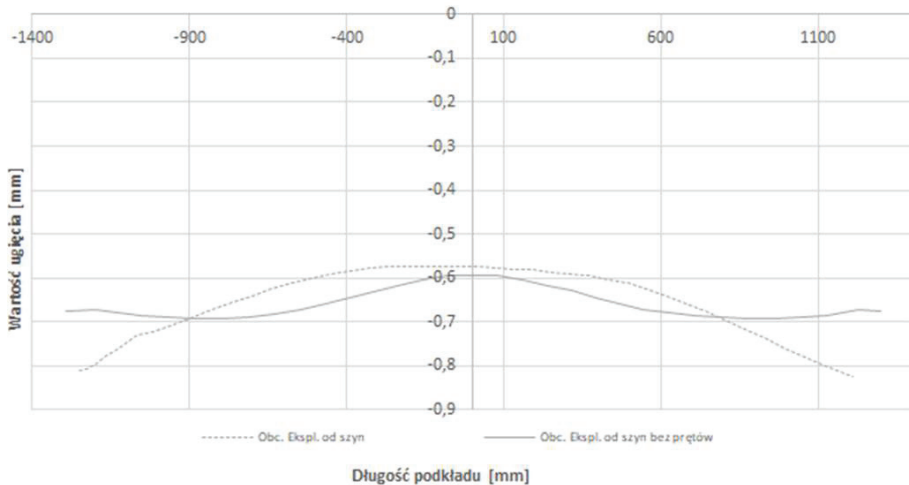 0
-1400 -900 -400 100 600 1100
-0,1
-0,2
-0,3
-0,4
-0,5
-0,6
-0,7
-0,8
-0,9
Wartość ugięcia [mm]
Obc. Ekspl. od szyn
Obc. Ekspl. od szyn bez prętów
Długość podkładu [mm]